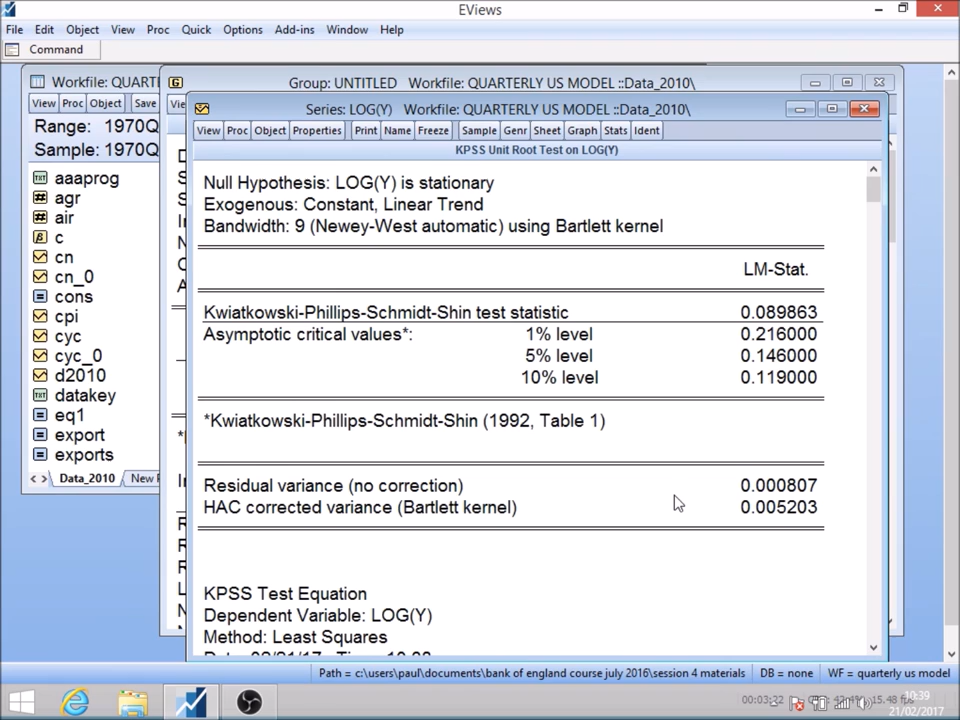 EViews
File Edit Object View Proc Quick Options Add-ins Window Help
Command
Workfile: QUARTI
View Proc Object Save
Range: 1970Q
Sample: 1970Q
aaaprog
agr
air
c
cn
cn_0
cons
cpi
cyc
cyc_0
d2010
datakey
eq1
export
exports
Data_2010 New
Group: UNTITLED Workfile: QUARTERLY US MODEL ::Data_2010\
Series: LOG(Y) Workfile: QUARTERLY US MODEL ::Data_2010\
View Proc Object Properties Print Name Freeze Sample Genr Sheet Graph Stats Ident
KPSS Unit Root Test on LOG(Y)
Null Hypothesis: LOG(Y) is stationary
Exogenous: Constant, Linear Trend
Bandwidth: 9 (Newey-West automatic) using Bartlett kernel
LM-Stat.
Kwiatkowski-Phillips-Schmidt-Shin test statistic 0.089863
Asymptotic critical values*: 1% level 0.216000
5% level 0.146000
10% level 0.119000
*Kwiatkowski-Phillips-Schmidt-Shin (1992, Table 1)
Residual variance (no correction) 0.000807
HAC corrected variance (Bartlett kernel) 0.005203
KPSS Test Equation
Dependent Variable: LOG(Y)
Method: Least Squares
Path = c:\users\paul\documents\bank of england course july 2016\session 4 materials DB = none WF = quarterly us model
00:03:22
10:39
21/02/2017